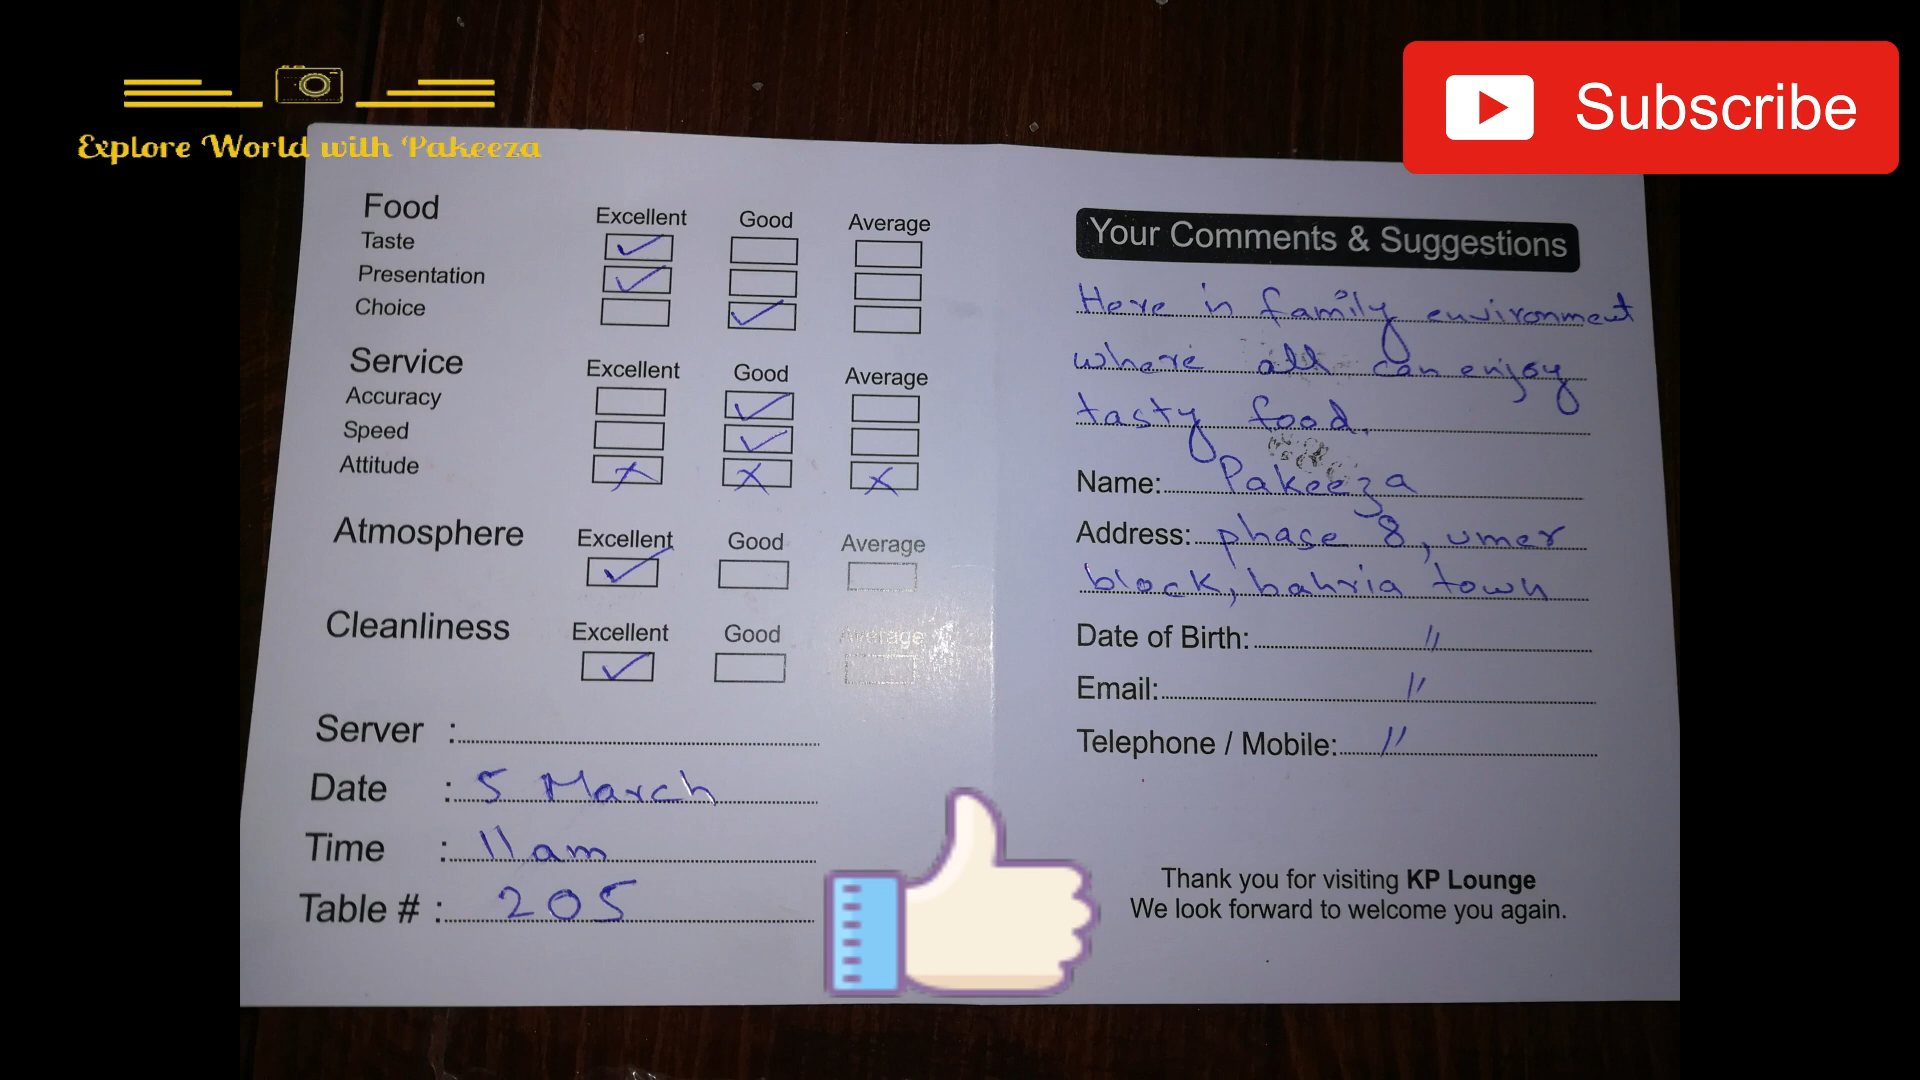 Explore World with Pakeeza
Subscribe
Food Excellent Good Average
Taste ✓
Presentation ✓
Choice ✓
Service Excellent Good Average
Accuracy ✓
Speed ✓
Attitude x x x
Atmosphere Excellent Good Average
✓
Cleanliness Excellent Good Average
✓
Server :
Date : 5 March
Time : 11 am
Table # : 205
Your Comments & Suggestions
Here is family environment
where all can enjoy
tasty food.
Name: Pakeeza
Address: phase 8, umer
block, bahria town
Date of Birth: "
Email: "
Telephone / Mobile: "
Thank you for visiting KP Lounge
We look forward to welcome you again.